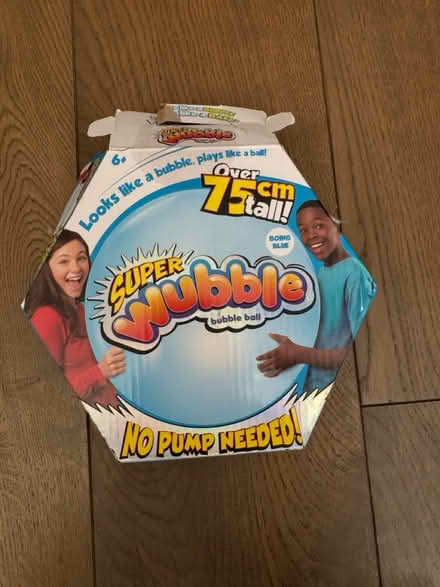 Wubble
6+
Looks like a bubble, plays like a ball!
Over
75cm
tall!
BOING
BLUE
SUPER
Wubble
bubble ball
NO PUMP NEEDED!